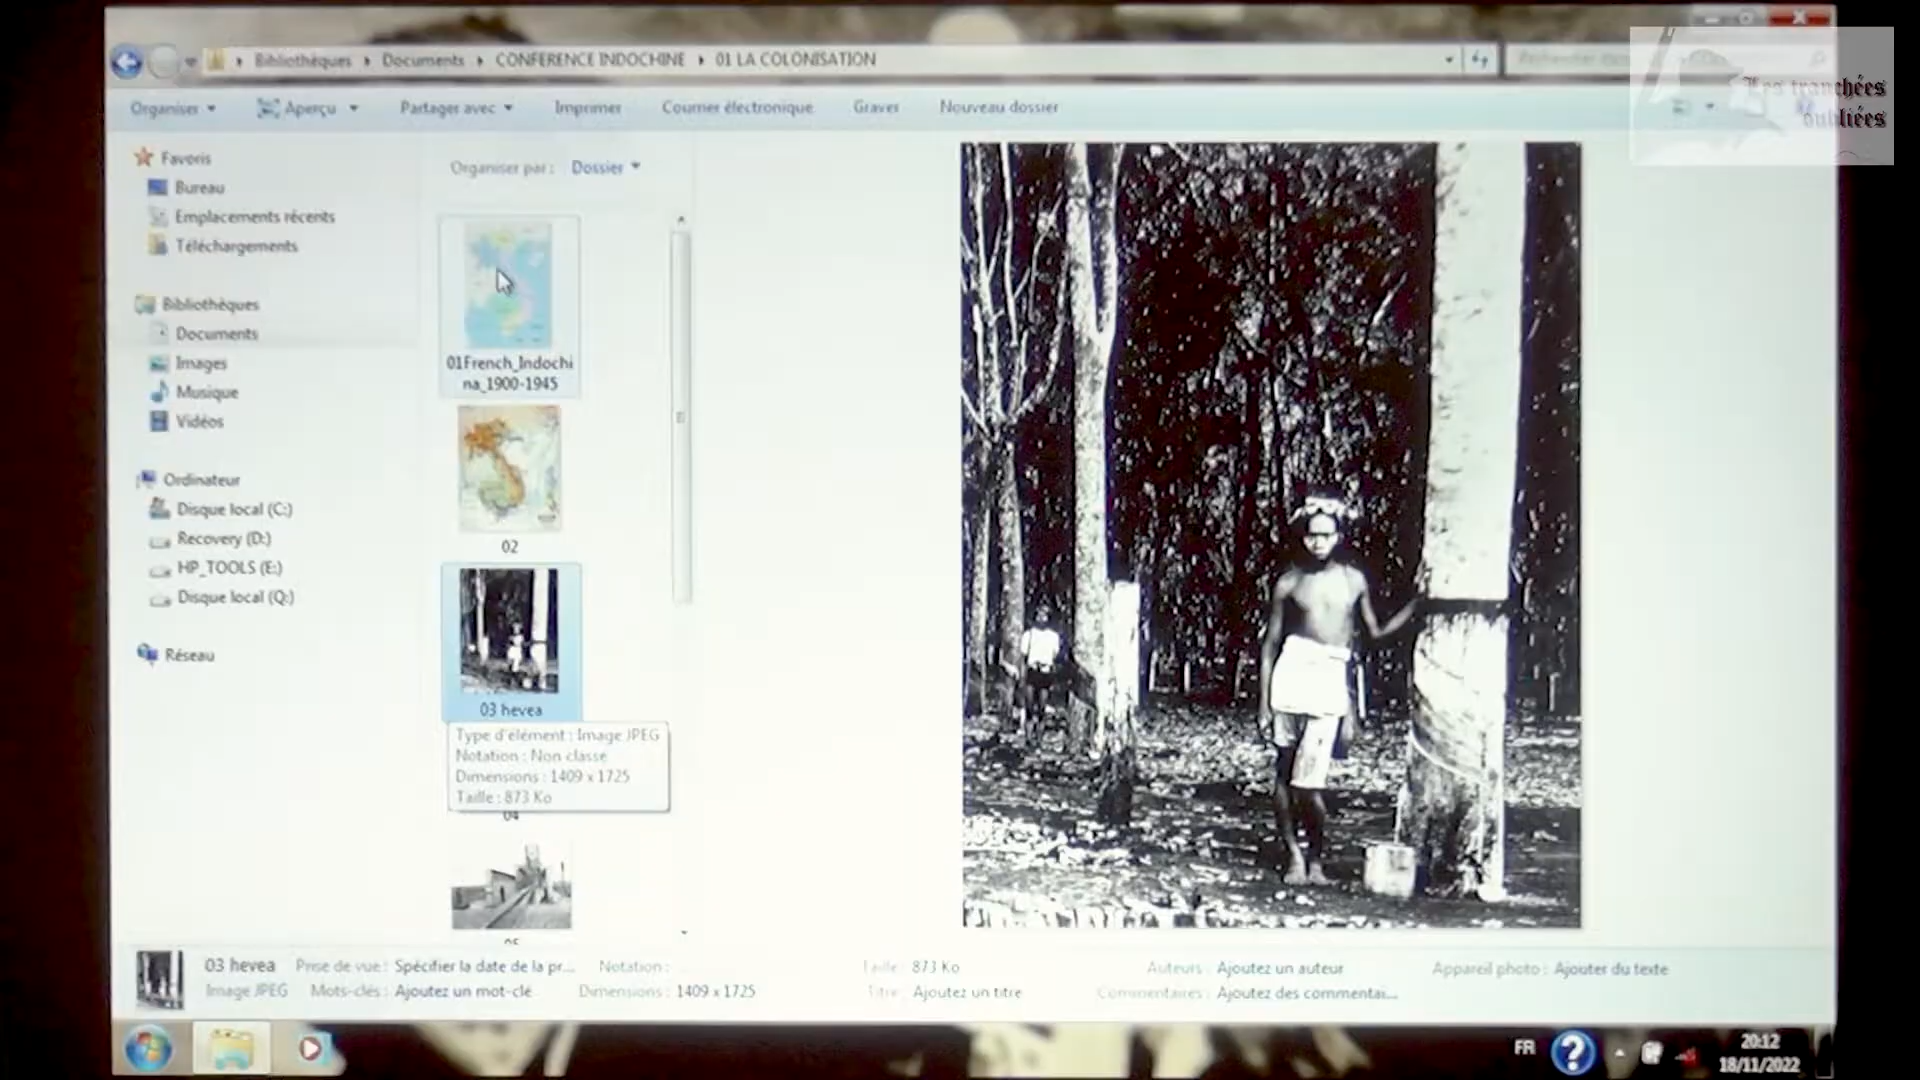 Bibliothèques Documents CONFERENCE INDOCHINE 01 LA COLONISATION
Les tranchées
oubliées
Organiser Aperçu Partager avec Imprimer Courrier électronique Graver Nouveau dossier
Favoris
Bureau
Emplacements récents
Téléchargements
Bibliothèques
Documents
Images
Musique
Vidéos
Ordinateur
Disque local (C:)
Recovery (D:)
HP_TOOLS (E:)
Disque local (Q:)
Réseau
Organiser par : Dossier
01French_Indochi
na_1900-1945
02
03 hevea
Type d'élément : Image JPEG
Notation : Non classé
Dimensions : 1409 x 1725
Taille : 873 Ko
04
03 hevea
Image JPEG
Prise de vue : Spécifier la date de la pr...
Mots-clés : Ajoutez un mot-clé
Notation :
Dimensions : 1409 x 1725
Taille : 873 Ko
Titre : Ajoutez un titre
Auteurs : Ajoutez un auteur
Commentaires : Ajoutez des commentai...
Appareil photo : Ajouter du texte
FR
20:12
18/11/2022